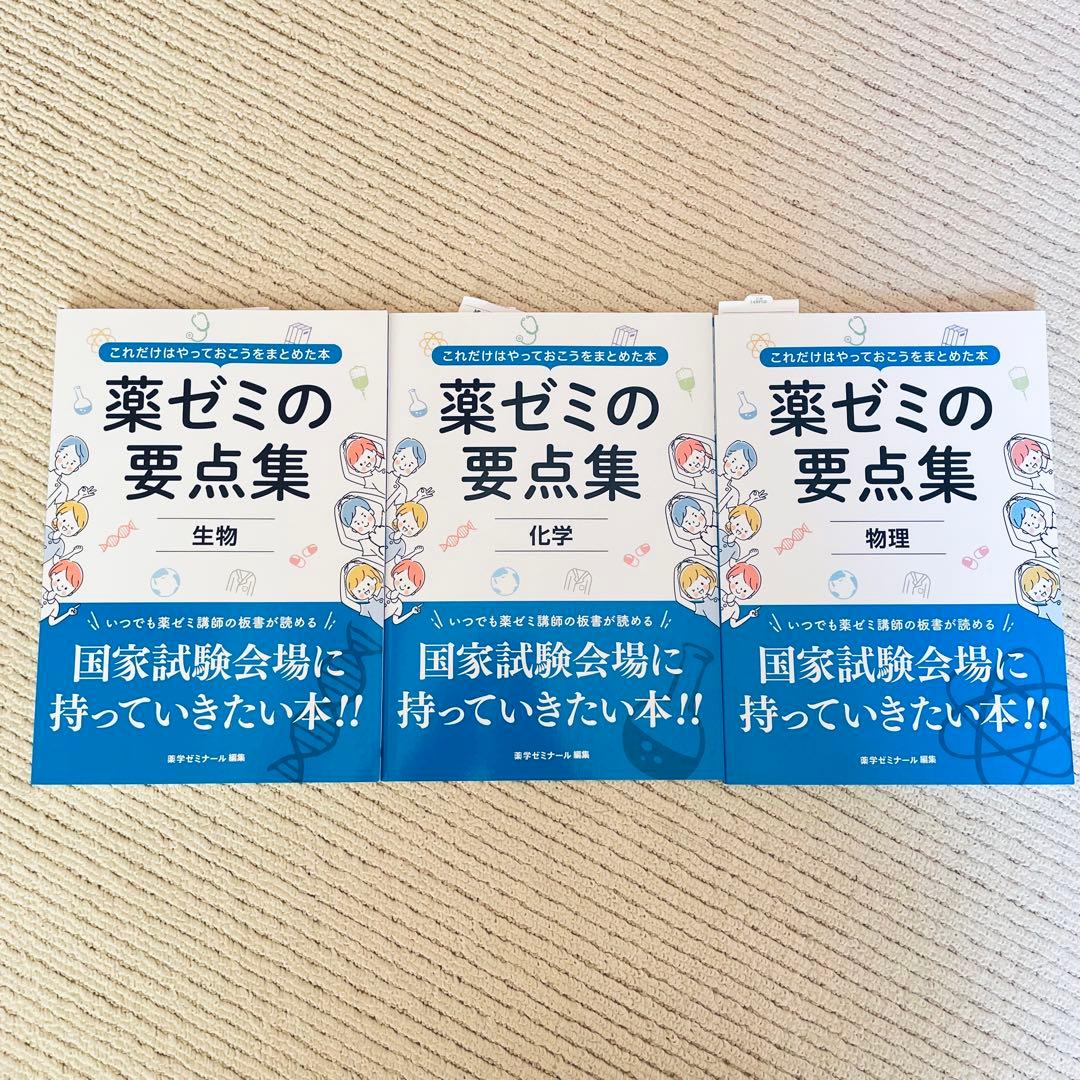 これだけはやっておこうをまとめた本
薬ゼミの
要点集
生物
いつでも薬ゼミ講師の板書が読める
国家試験会場に
持っていきたい本!!
薬学ゼミナール 編集
これだけはやっておこうをまとめた本
薬ゼミの
要点集
化学
いつでも薬ゼミ講師の板書が読める
国家試験会場に
持っていきたい本!!
薬学ゼミナール 編集
これだけはやっておこうをまとめた本
薬ゼミの
要点集
物理
いつでも薬ゼミ講師の板書が読める
国家試験会場に
持っていきたい本!!
薬学ゼミナール 編集